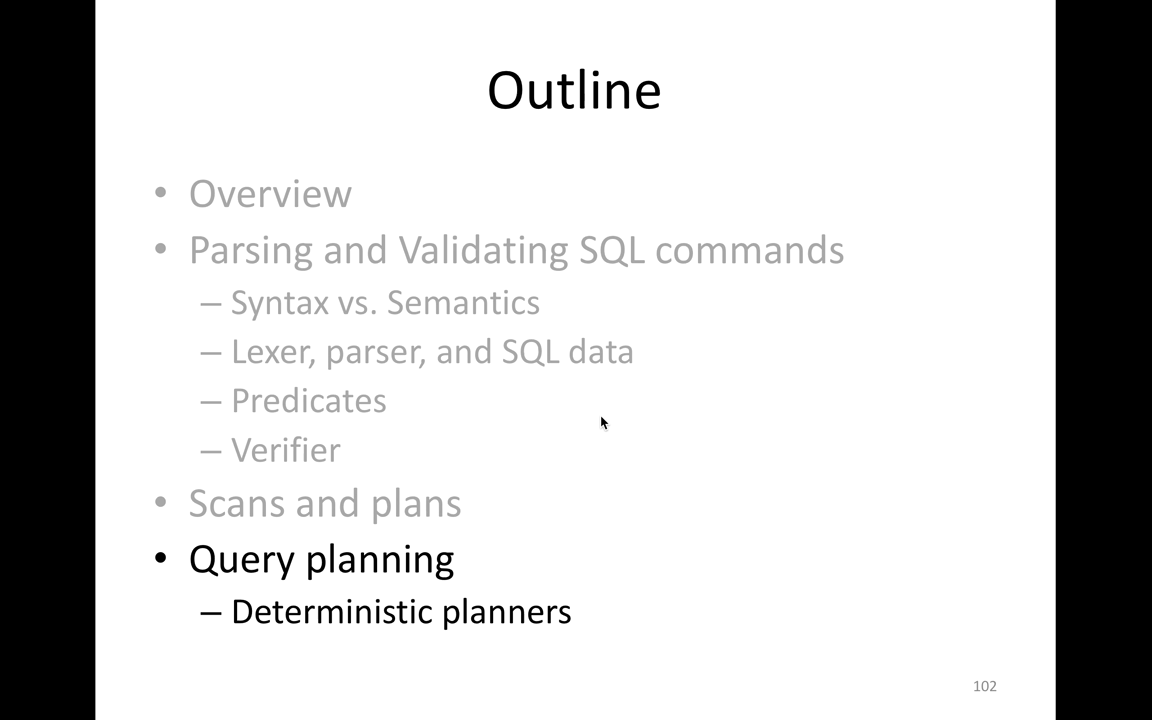 Outline
• Overview
• Parsing and Validating SQL commands
– Syntax vs. Semantics
– Lexer, parser, and SQL data
– Predicates
– Verifier
• Scans and plans
• Query planning
– Deterministic planners
102